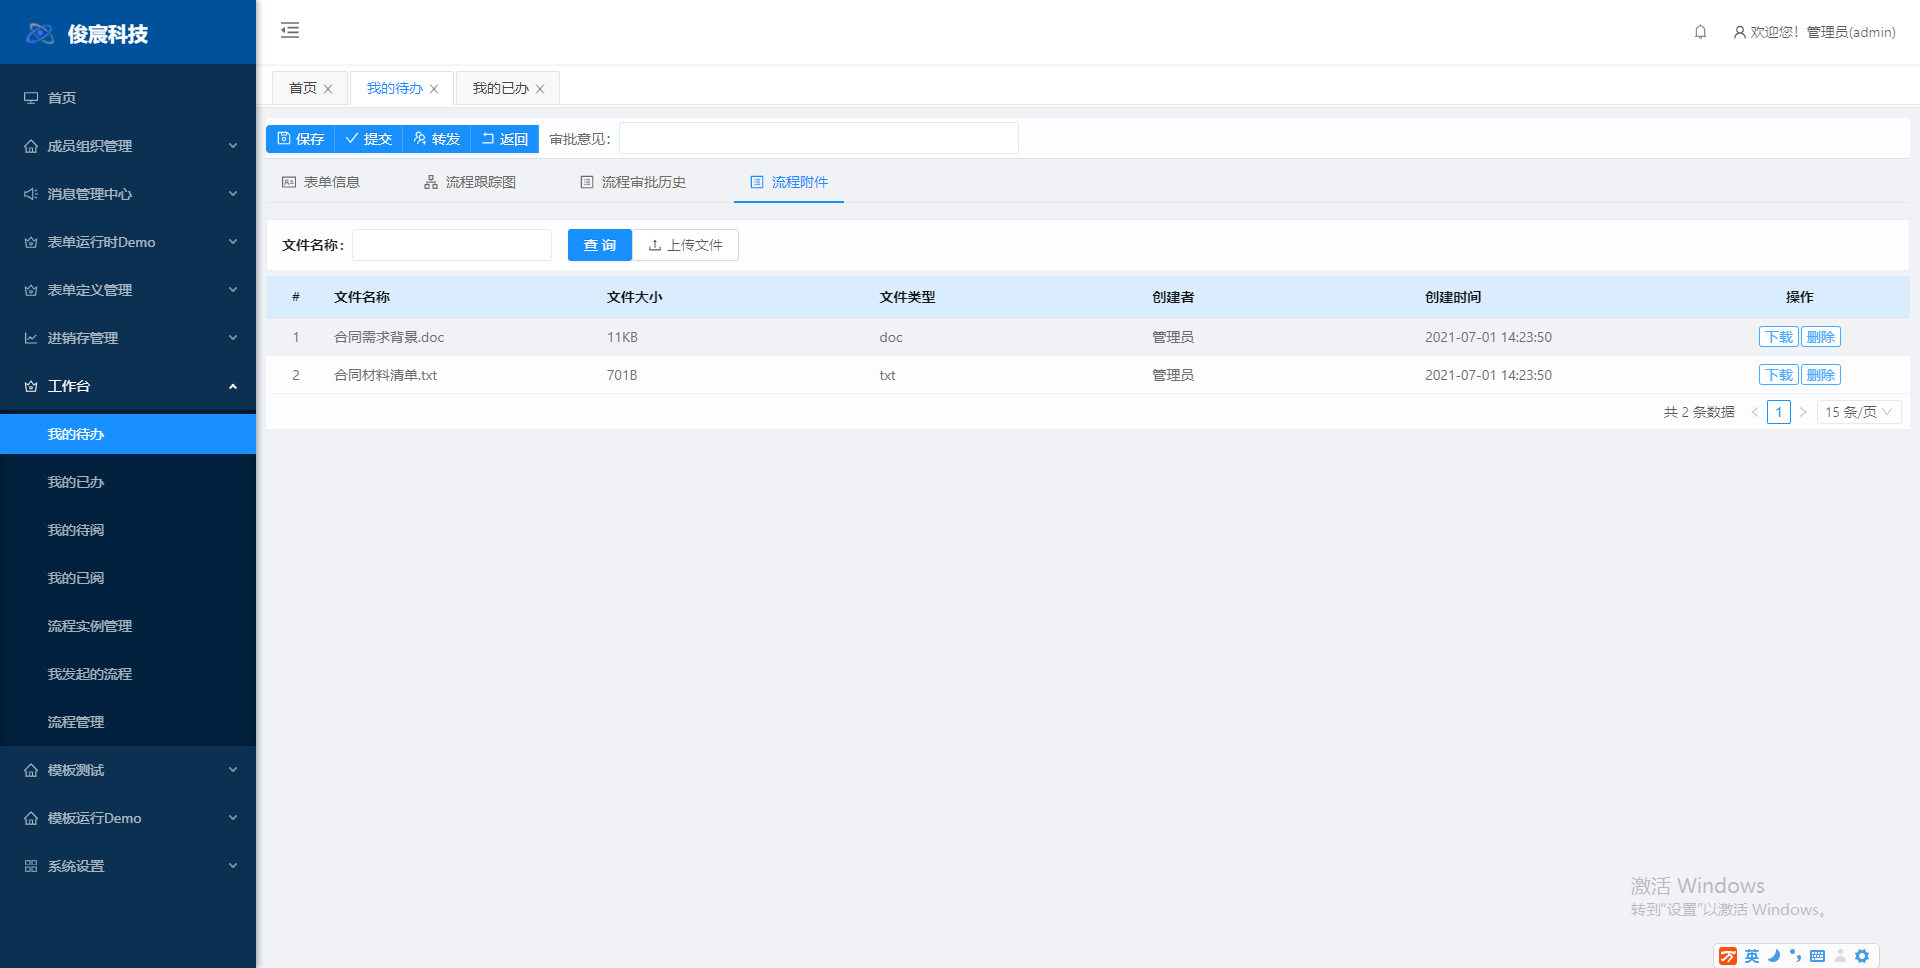 俊宸科技
欢迎您！管理员(admin)
首页
成员组织管理
消息管理中心
表单运行时Demo
表单定义管理
进销存管理
工作台
我的待办
我的已办
我的待阅
我的已阅
流程实例管理
我发起的流程
流程管理
模板测试
模板运行Demo
系统设置
首页 我的待办 我的已办
保存 提交 转发 返回 审批意见：
表单信息 流程跟踪图 流程审批历史 流程附件
文件名称： 查 询 上传文件
# 文件名称 文件大小 文件类型 创建者 创建时间 操作
1 合同需求背景.doc 11KB doc 管理员 2021-07-01 14:23:50 下载 删除
2 合同材料清单.txt 701B txt 管理员 2021-07-01 14:23:50 下载 删除
共 2 条数据 < 1 > 15 条/页
激活 Windows
转到“设置”以激活 Windows。
英